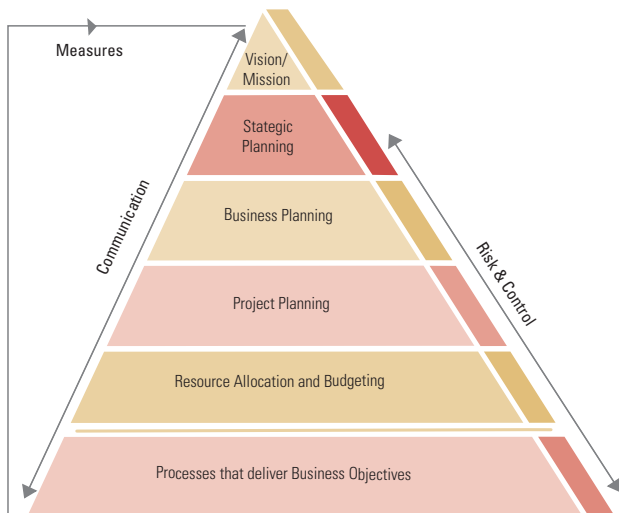 Measures
Vision/
Mission
Stategic
Planning
Communication
Business Planning
Risk & Control
Project Planning
Resource Allocation and Budgeting
Processes that deliver Business Objectives